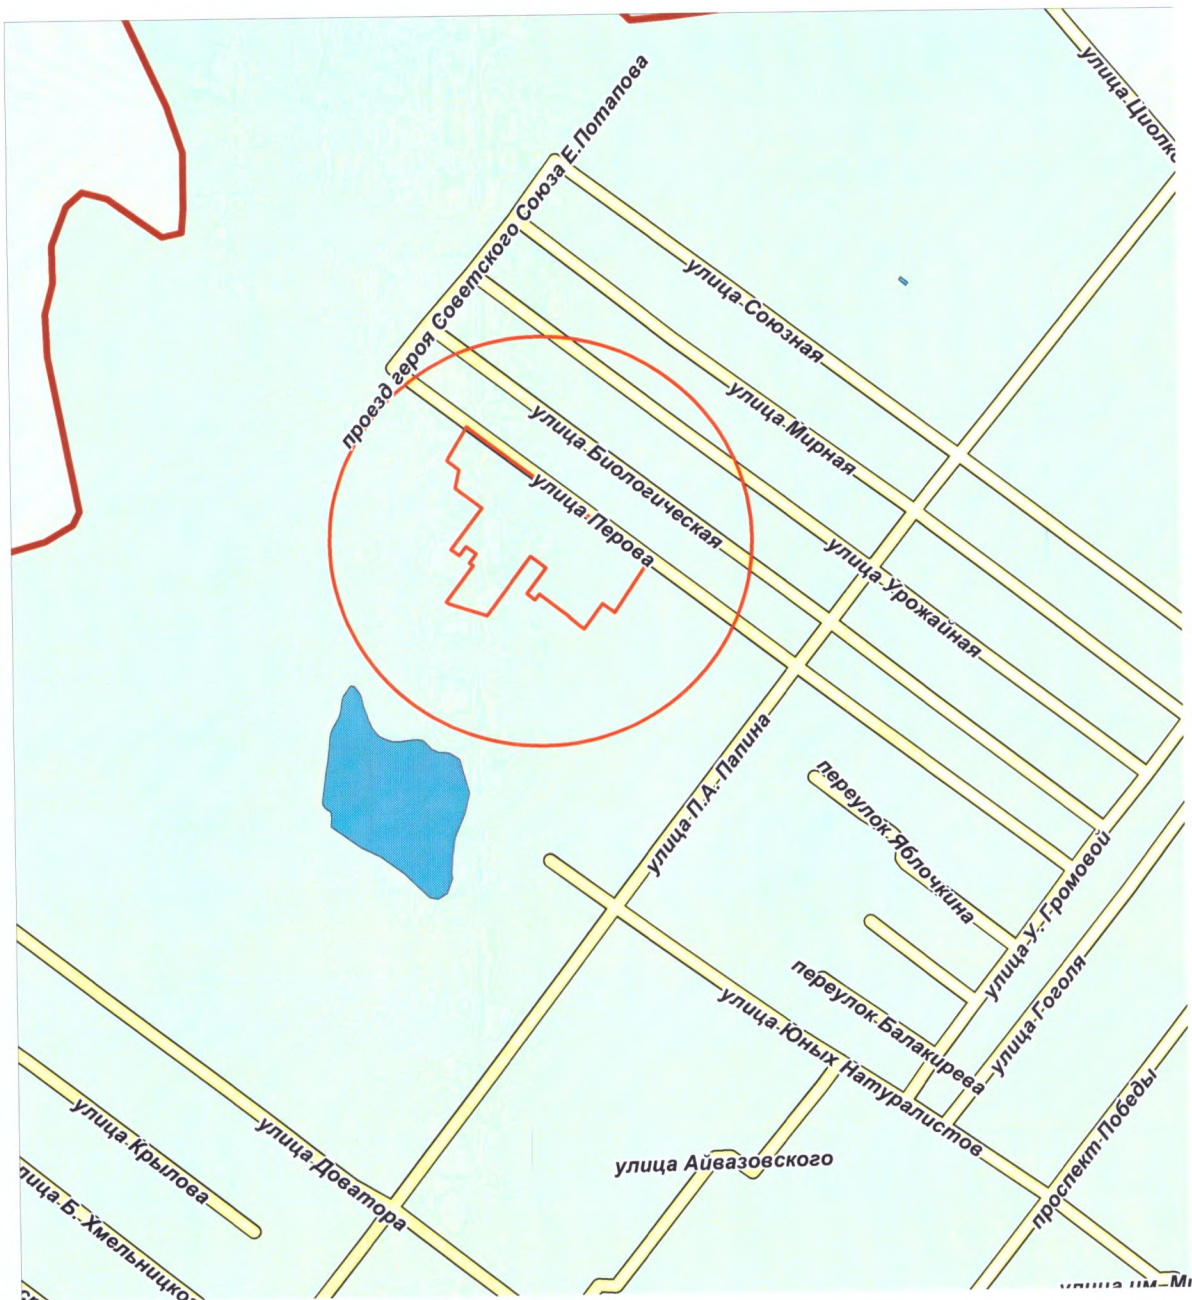 улица Циолко
проезд героя Советского Союза Е.Потапова
улица Союзная
улица Мирная
улица Биологическая
улица Перова
улица Урожайная
улица П.А. Папина
переулок Яблочкина
улица У. Громовой
улица Гоголя
переулок Балакирева
улица Юных Натуралистов
проспект Победы
улица Айвазовского
улица Доватора
улица Крылова
лица Б. Хмельницко